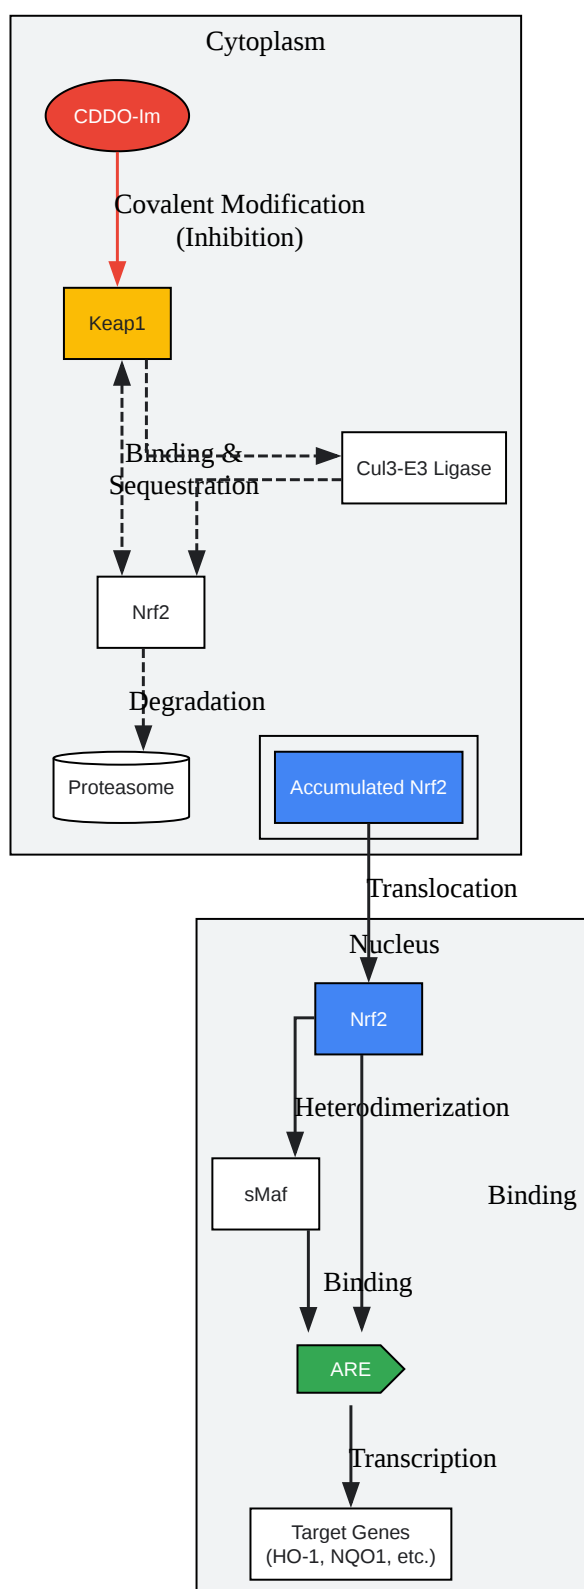 Cytoplasm
CDDO-Im
Covalent Modification
(Inhibition)
Keap1
Binding &
Sequestration
Cul3-E3 Ligase
Nrf2
Degradation
Proteasome
Accumulated Nrf2
Translocation
Nucleus
Nrf2
Heterodimerization
sMaf
Binding
Binding
ARE
Transcription
Target Genes
(HO-1, NQO1, etc.)